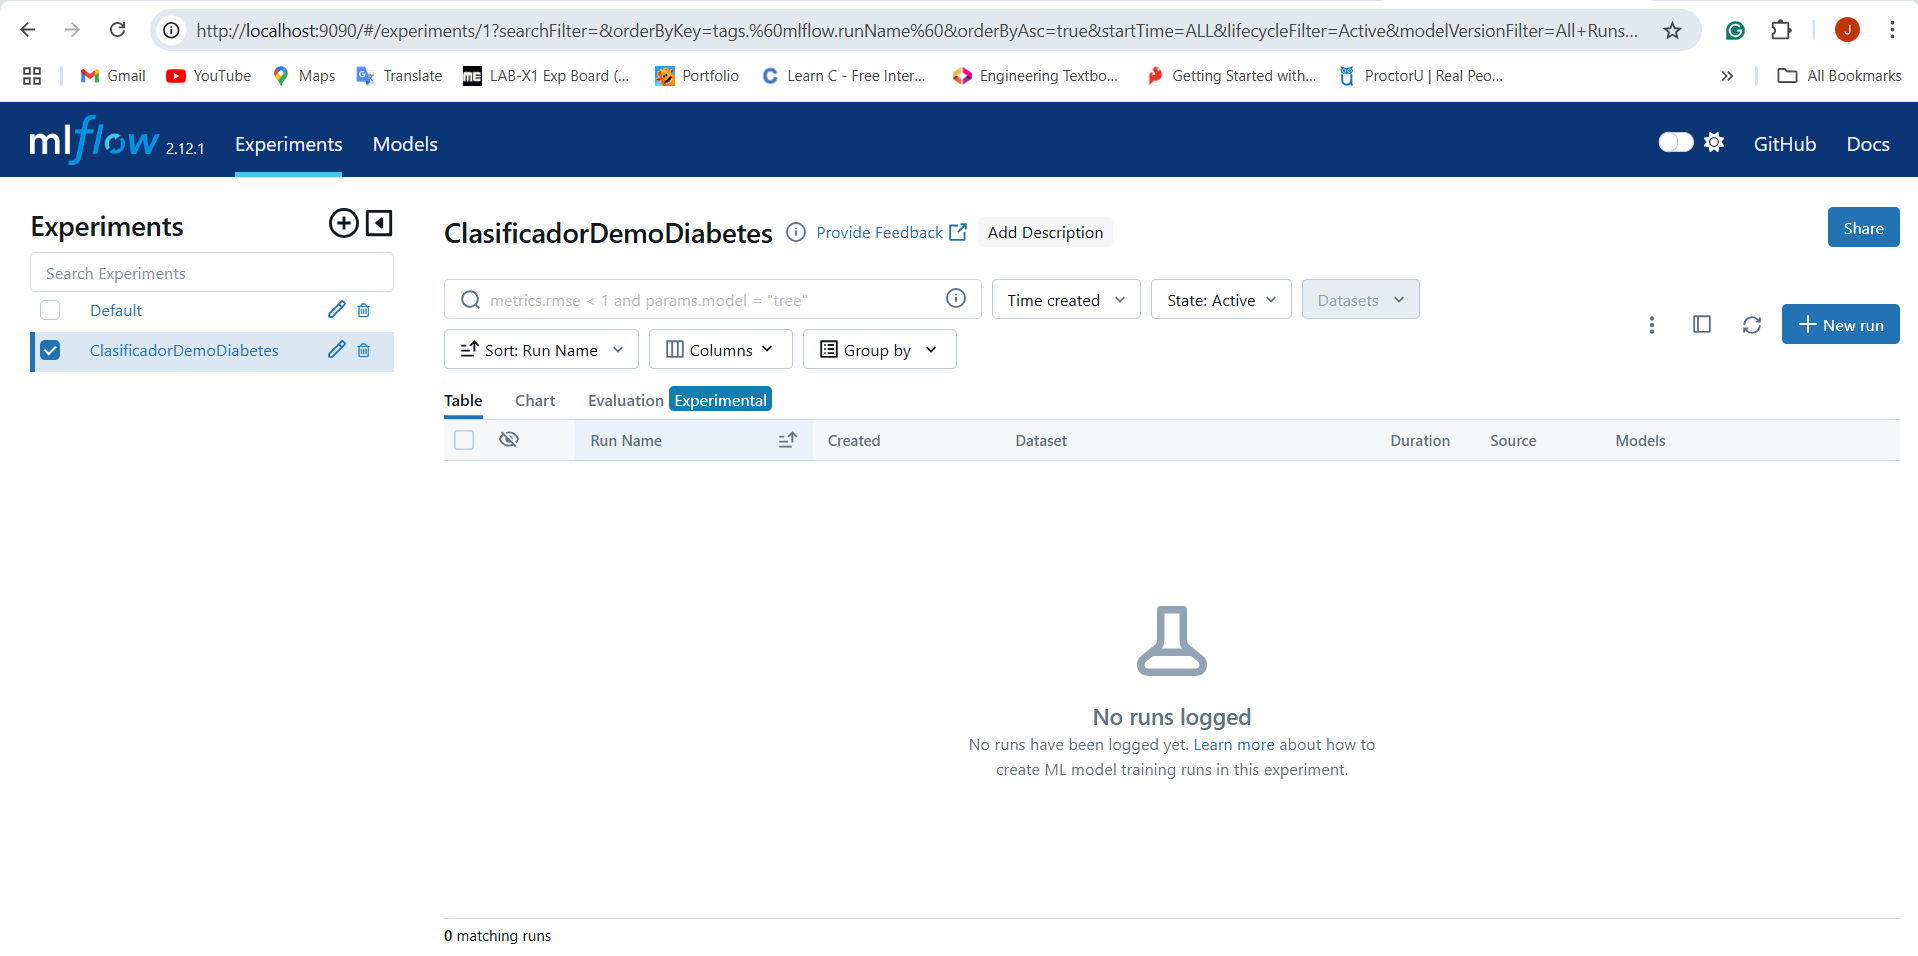 http://localhost:9090/#/experiments/1?searchFilter=&orderByKey=tags.%60mlflow.runName%60&orderByAsc=true&startTime=ALL&lifecycleFilter=Active&modelVersionFilter=All+Runs...
J
Gmail YouTube Maps Translate LAB-X1 Exp Board (... Portfolio Learn C - Free Inter... Engineering Textbo... Getting Started with... ProctorU | Real Peo... » All Bookmarks
mlflow 2.12.1 Experiments Models GitHub Docs
Experiments
Search Experiments
Default
ClasificadorDemoDiabetes
ClasificadorDemoDiabetes Provide Feedback Add Description Share
metrics.rmse < 1 and params.model = "tree" Time created State: Active Datasets
Sort: Run Name Columns Group by
+ New run
Table Chart Evaluation Experimental
Run Name Created Dataset Duration Source Models
No runs logged
No runs have been logged yet. Learn more about how to
create ML model training runs in this experiment.
0 matching runs